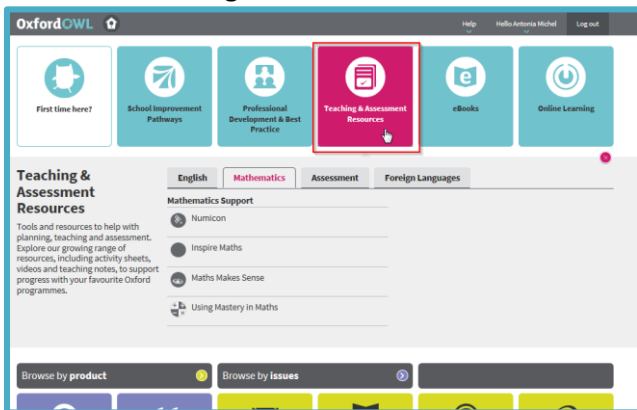 OxfordOWL
Help
Hello Antonia Michel
Log out
First time here?
School Improvement
Pathways
Professional
Development & Best
Practice
Teaching & Assessment
Resources
eBooks
Online Learning
Teaching &
Assessment
Resources
Tools and resources to help with
planning, teaching and assessment.
Explore our growing range of
resources, including activity sheets,
videos and teaching notes, to support
progress with your favourite Oxford
programmes.
English
Mathematics
Assessment
Foreign Languages
Mathematics Support
Numicon
Inspire Maths
Maths Makes Sense
Using Mastery in Maths
Browse by product
Browse by issues